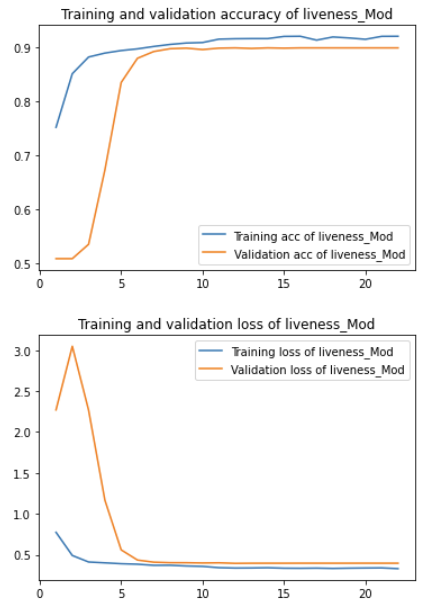 Training and validation accuracy of liveness_Mod
0.9
0.8
0.7
0.6
0.5
Training acc of liveness_Mod
Validation acc of liveness_Mod
0 5 10 15 20
Training and validation loss of liveness_Mod
3.0
2.5
2.0
1.5
1.0
0.5
Training loss of liveness_Mod
Validation loss of liveness_Mod
0 5 10 15 20